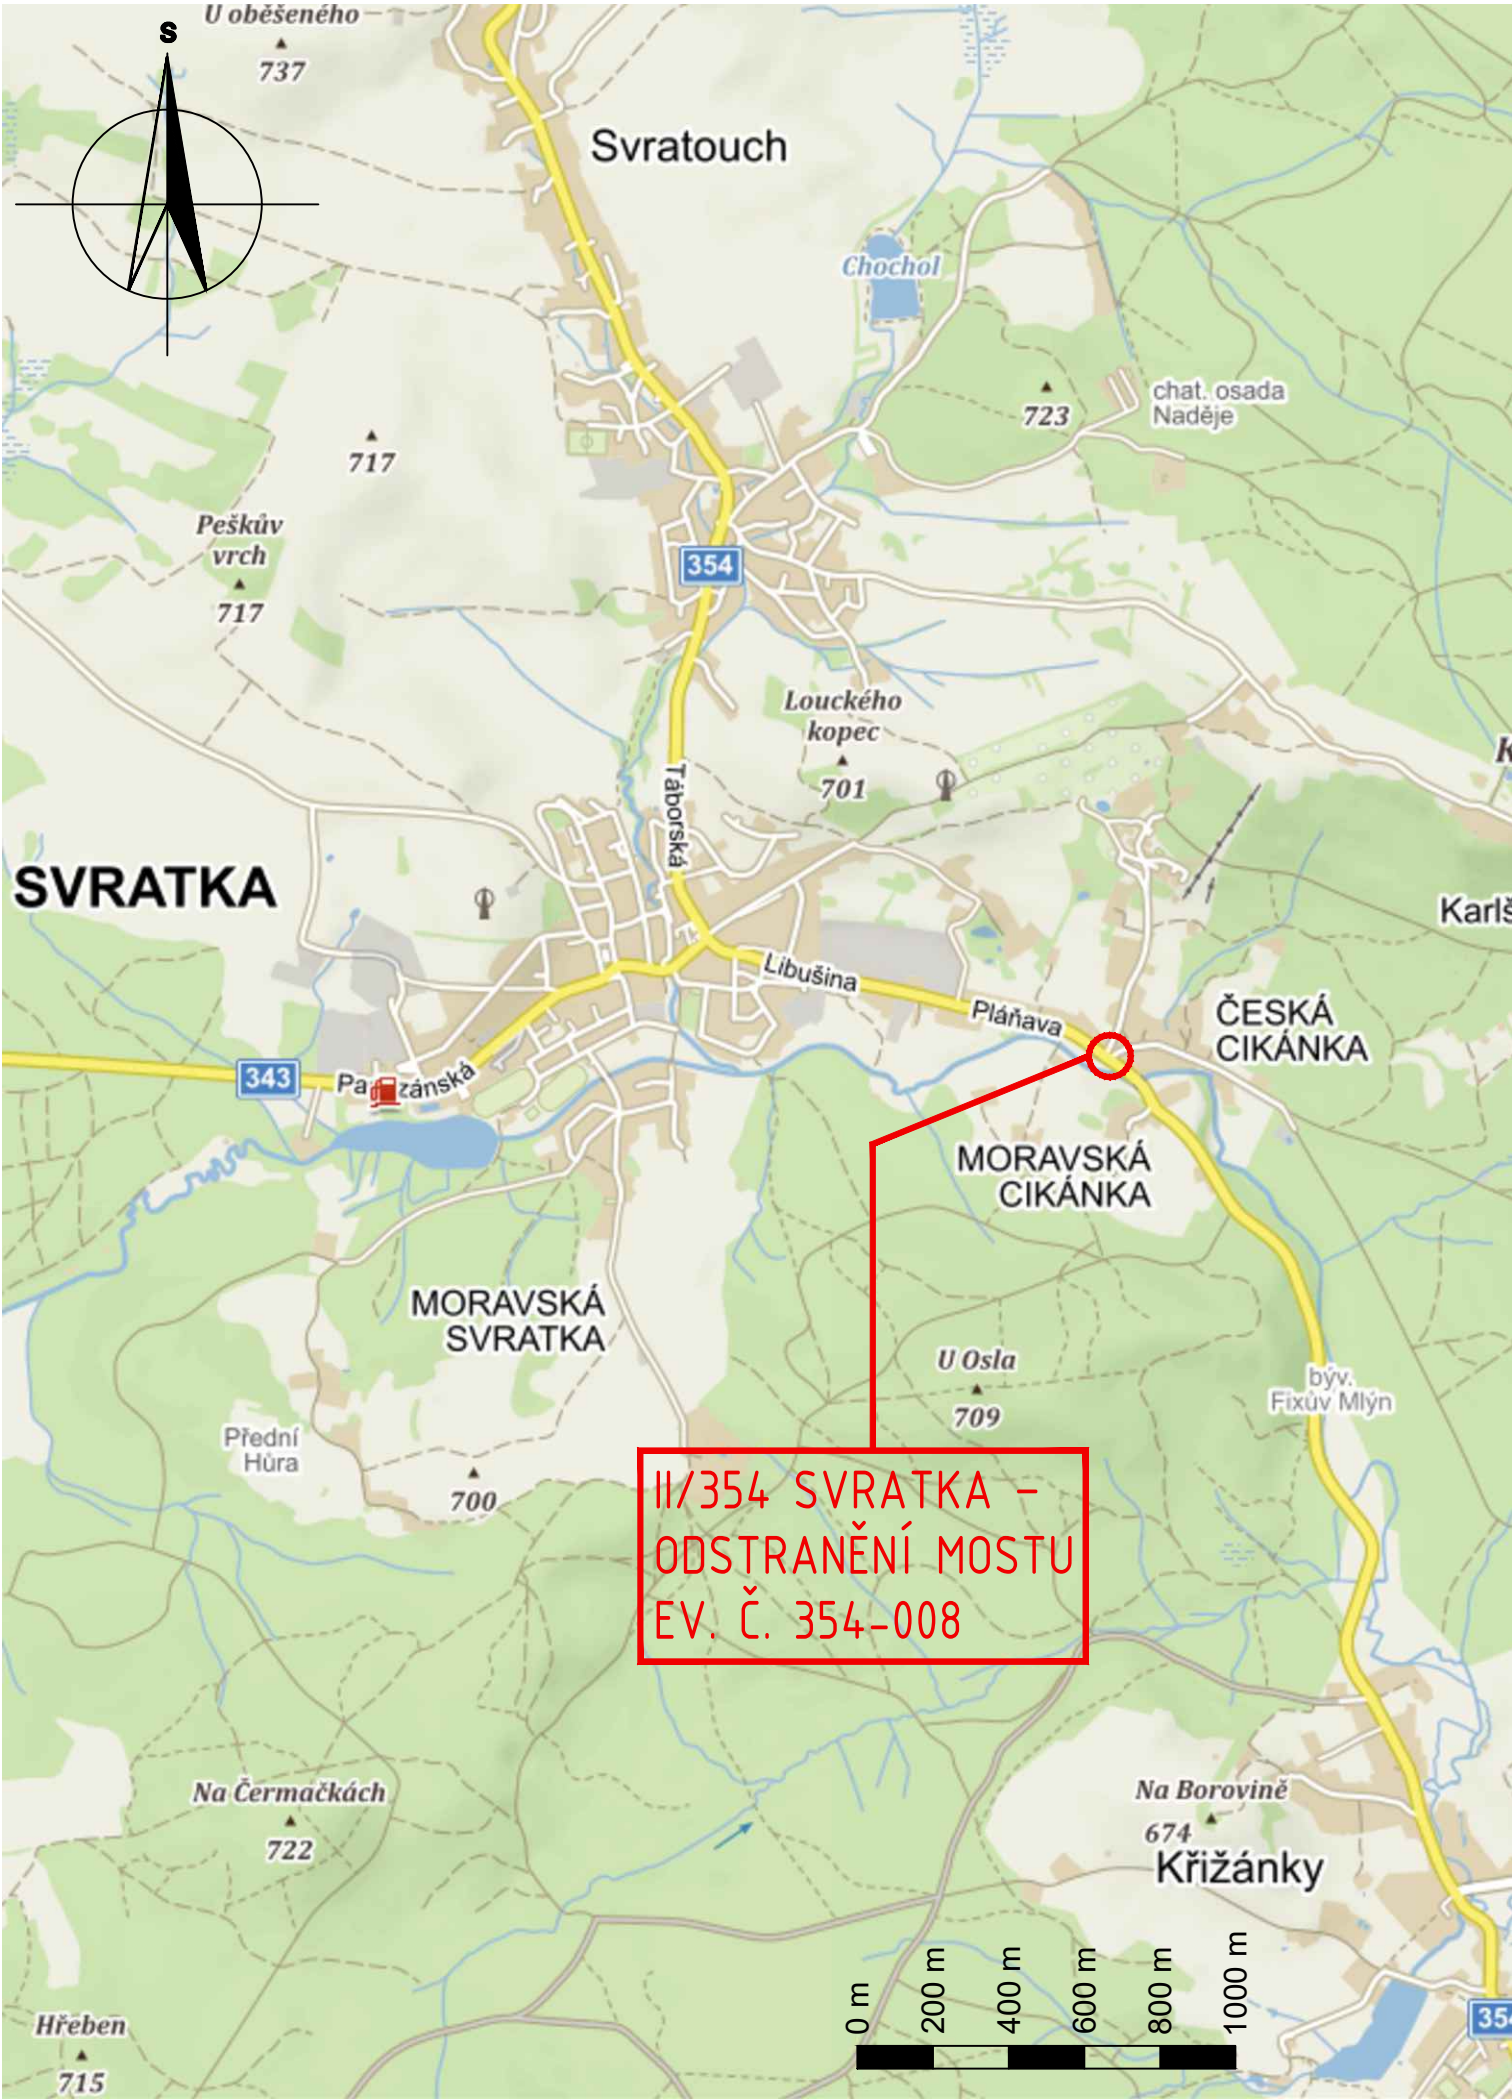 U oběšeného
737
S
Svratouch
Chochol
723
chat. osada
Naděje
717
Peškův
vrch
717
354
Louckého
kopec
701
Táborská
SVRATKA
Libušina
Pláňava
ČESKÁ
CIKÁNKA
343
MORAVSKÁ
CIKÁNKA
MORAVSKÁ
SVRATKA
U Osla
709
býv.
Fixův Mlýn
Přední
Hůra
700
II/354 SVRATKA -
ODSTRANĚNÍ MOSTU
EV. Č. 354-008
Na Čermačkách
722
Na Borovině
674
Křižánky
Hřeben
715
0 m
200 m
400 m
600 m
800 m
1000 m